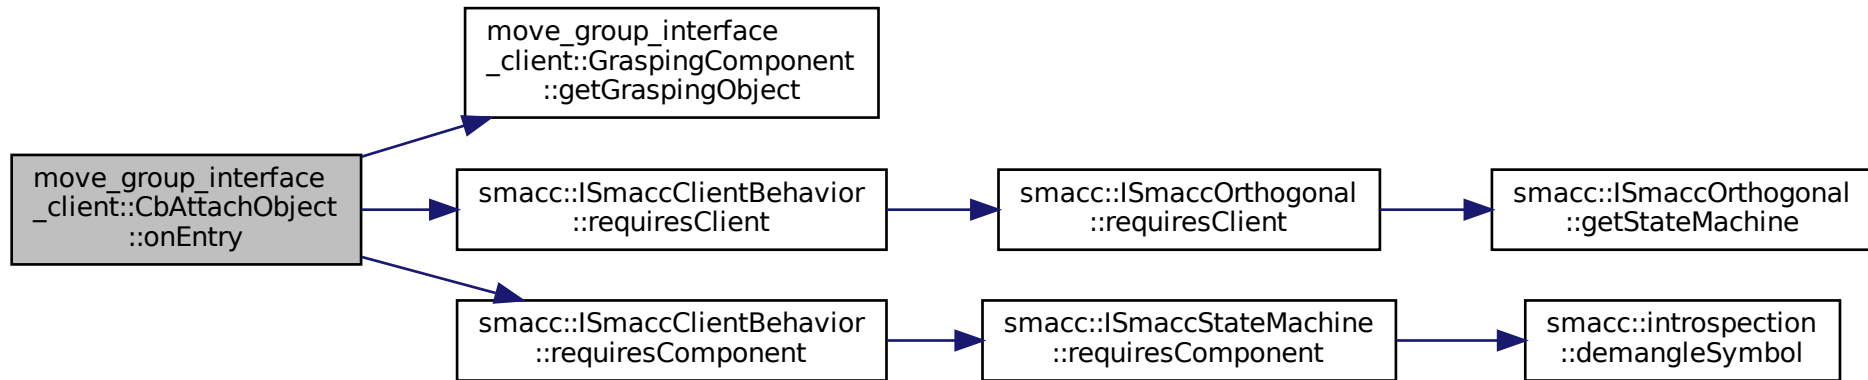 move_group_interface
_client::GraspingComponent
::getGraspingObject
move_group_interface
_client::CbAttachObject
::onEntry
smacc::ISmaccClientBehavior
::requiresClient
smacc::ISmaccOrthogonal
::requiresClient
smacc::ISmaccOrthogonal
::getStateMachine
smacc::ISmaccClientBehavior
::requiresComponent
smacc::ISmaccStateMachine
::requiresComponent
smacc::introspection
::demangleSymbol